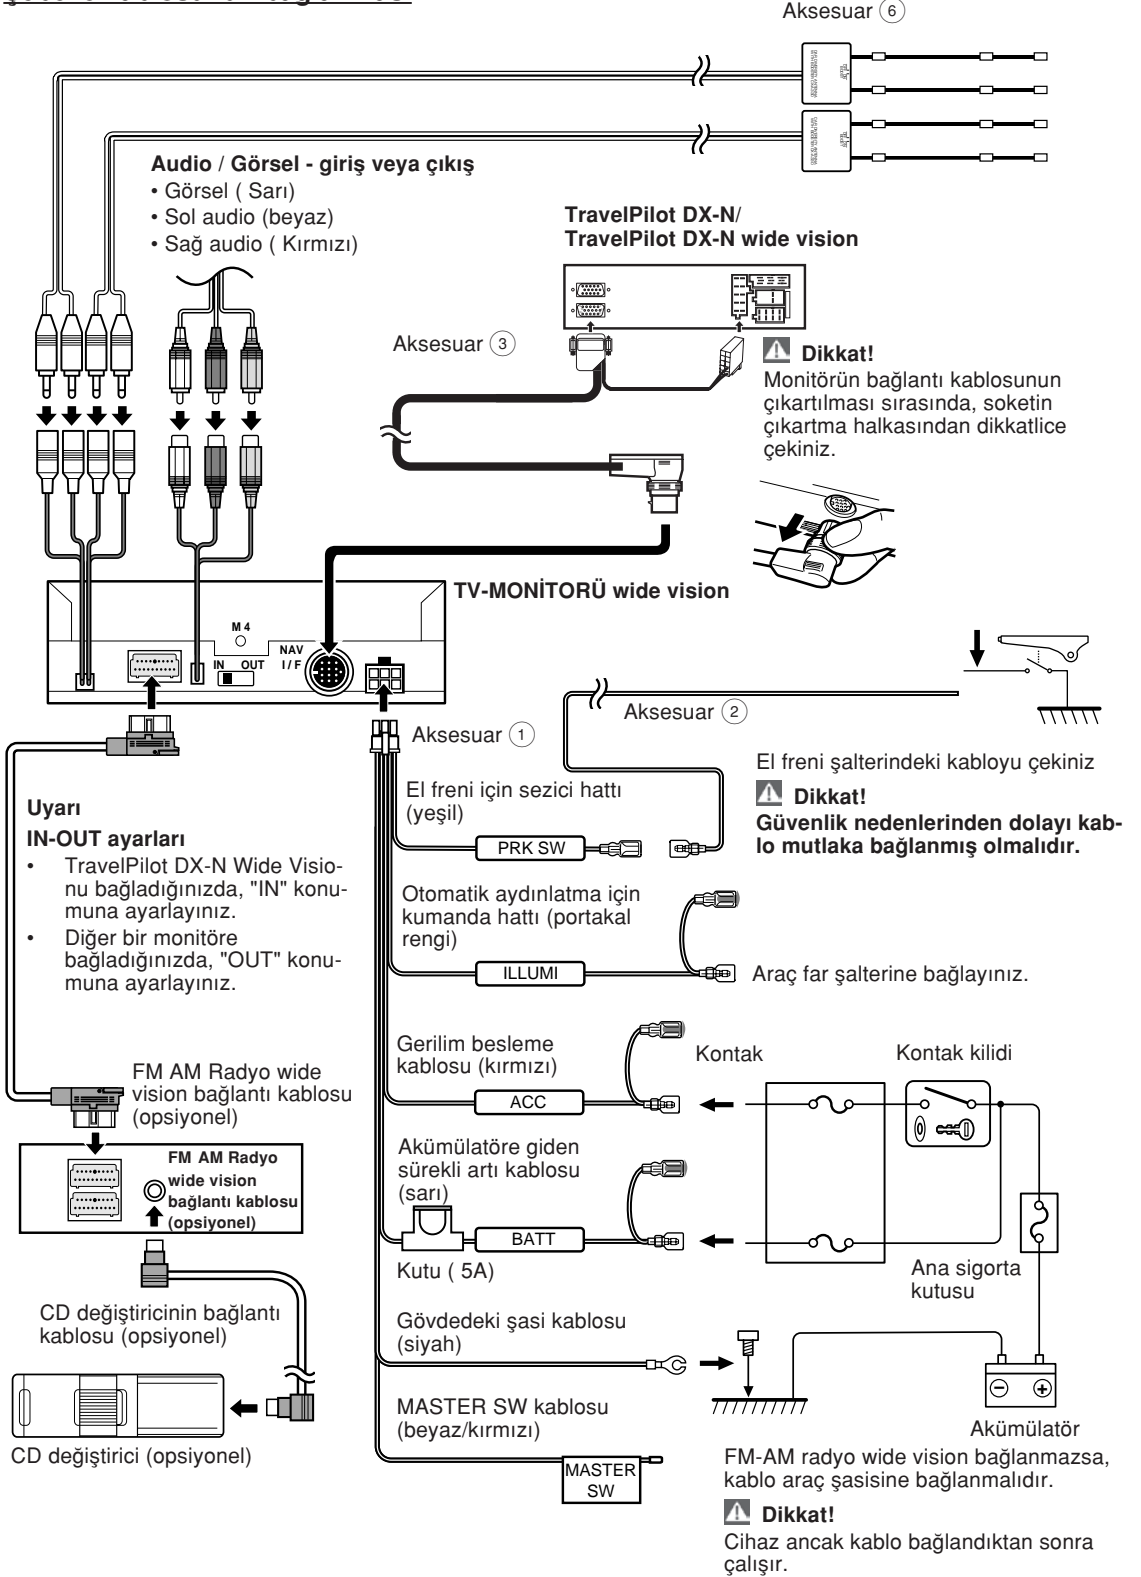 Aksesuar 6
Audio / Görsel - giriş veya çıkış
• Görsel ( Sarı)
• Sol audio (beyaz)
• Sağ audio ( Kırmızı)
TravelPilot DX-N/
TravelPilot DX-N wide vision
Aksesuar 3
Dikkat!
Monitörün bağlantı kablosunun
çıkartılması sırasında, soketin
çıkartma halkasından dikkatlice
çekiniz.
TV-MONİTORÜ wide vision
M 4
IN OUT
NAV
I / F
Aksesuar 1
Aksesuar 2
El freni şalterindeki kabloyu çekiniz
Dikkat!
Güvenlik nedenlerinden dolayı kab-
lo mutlaka bağlanmış olmalıdır.
El freni için sezici hattı
(yeşil)
PRK SW
Uyarı
IN-OUT ayarları
• TravelPilot DX-N Wide Visio-
nu bağladığınızda, "IN" konu-
muna ayarlayınız.
• Diğer bir monitöre
bağladığınızda, "OUT" konu-
muna ayarlayınız.
Otomatik aydınlatma için
kumanda hattı (portakal
rengi)
ILLUMI
Araç far şalterine bağlayınız.
Gerilim besleme
kablosu (kırmızı)
ACC
Kontak
Kontak kilidi
FM AM Radyo wide
vision bağlantı kablosu
(opsiyonel)
FM AM Radyo
wide vision
bağlantı kablosu
(opsiyonel)
Akümülatöre giden
sürekli artı kablosu
(sarı)
BATT
Kutu ( 5A)
Ana sigorta
kutusu
CD değiştiricinin bağlantı
kablosu (opsiyonel)
CD değiştirici (opsiyonel)
Gövdedeki şasi kablosu
(siyah)
MASTER SW kablosu
(beyaz/kırmızı)
MASTER
SW
Akümülatör
FM-AM radyo wide vision bağlanmazsa,
kablo araç şasisine bağlanmalıdır.
Dikkat!
Cihaz ancak kablo bağlandıktan sonra
çalışır.